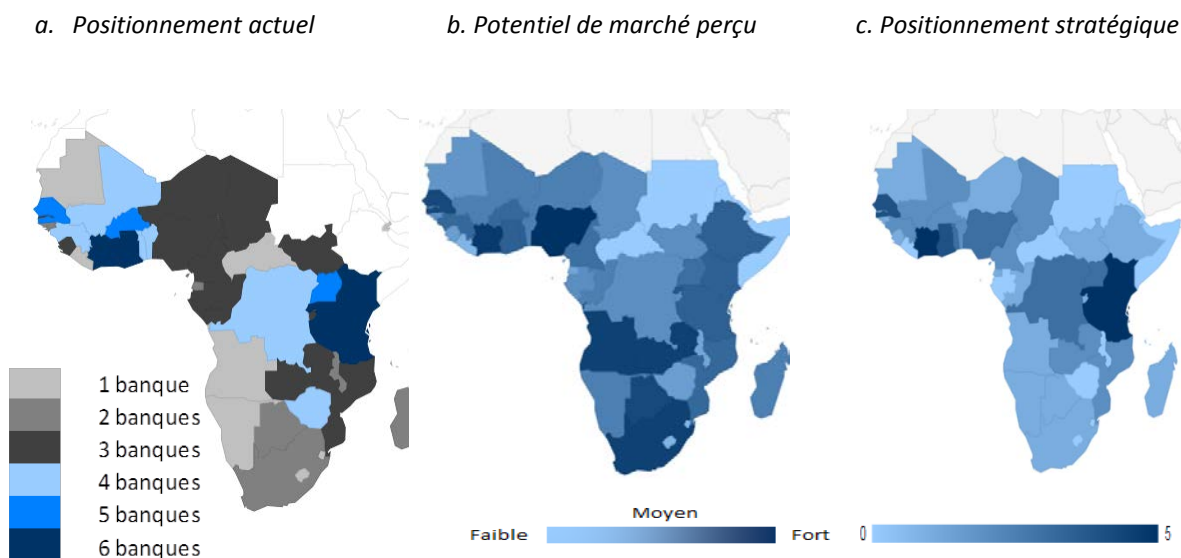 a. Positionnement actuel
b. Potentiel de marché perçu
c. Positionnement stratégique
1 banque
2 banques
3 banques
4 banques
5 banques
6 banques
Moyen
Faible
Fort
0
5